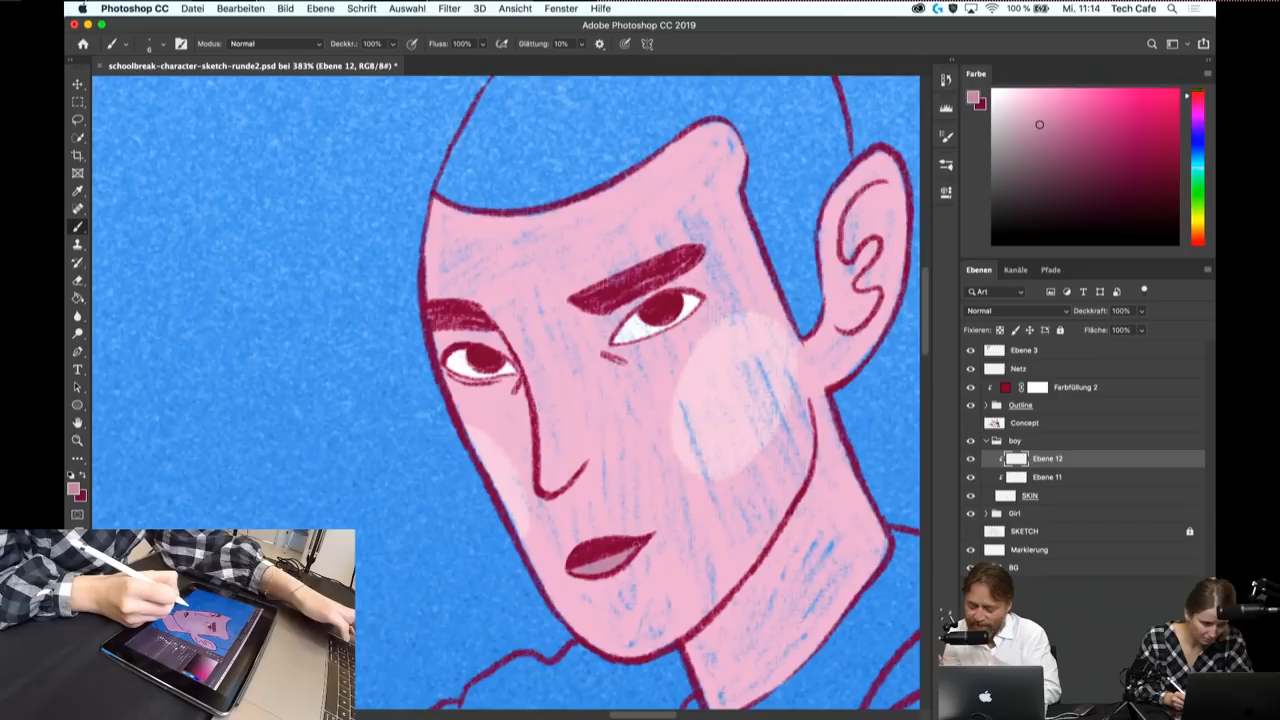 Photoshop CC Datei Bearbeiten Bild Ebene Schrift Auswahl Filter 3D Ansicht Fenster Hilfe 100 % Mi. 11:14 Tech Cafe
Adobe Photoshop CC 2019
6 Modus: Normal Deckkr.: 100% Fluss: 100% Glättung: 10%
schoolbreak-character-sketch-runde2.psd bei 383% (Ebene 12, RGB/8#) *
Farbe
Ebenen Kanäle Pfade
Art
Normal Deckkraft: 100%
Fixieren: Fläche: 100%
Ebene 3
Netz
Farbfüllung 2
Outline
Concept
boy
Ebene 12
Ebene 11
SKIN
Girl
SKETCH
Markierung
BG